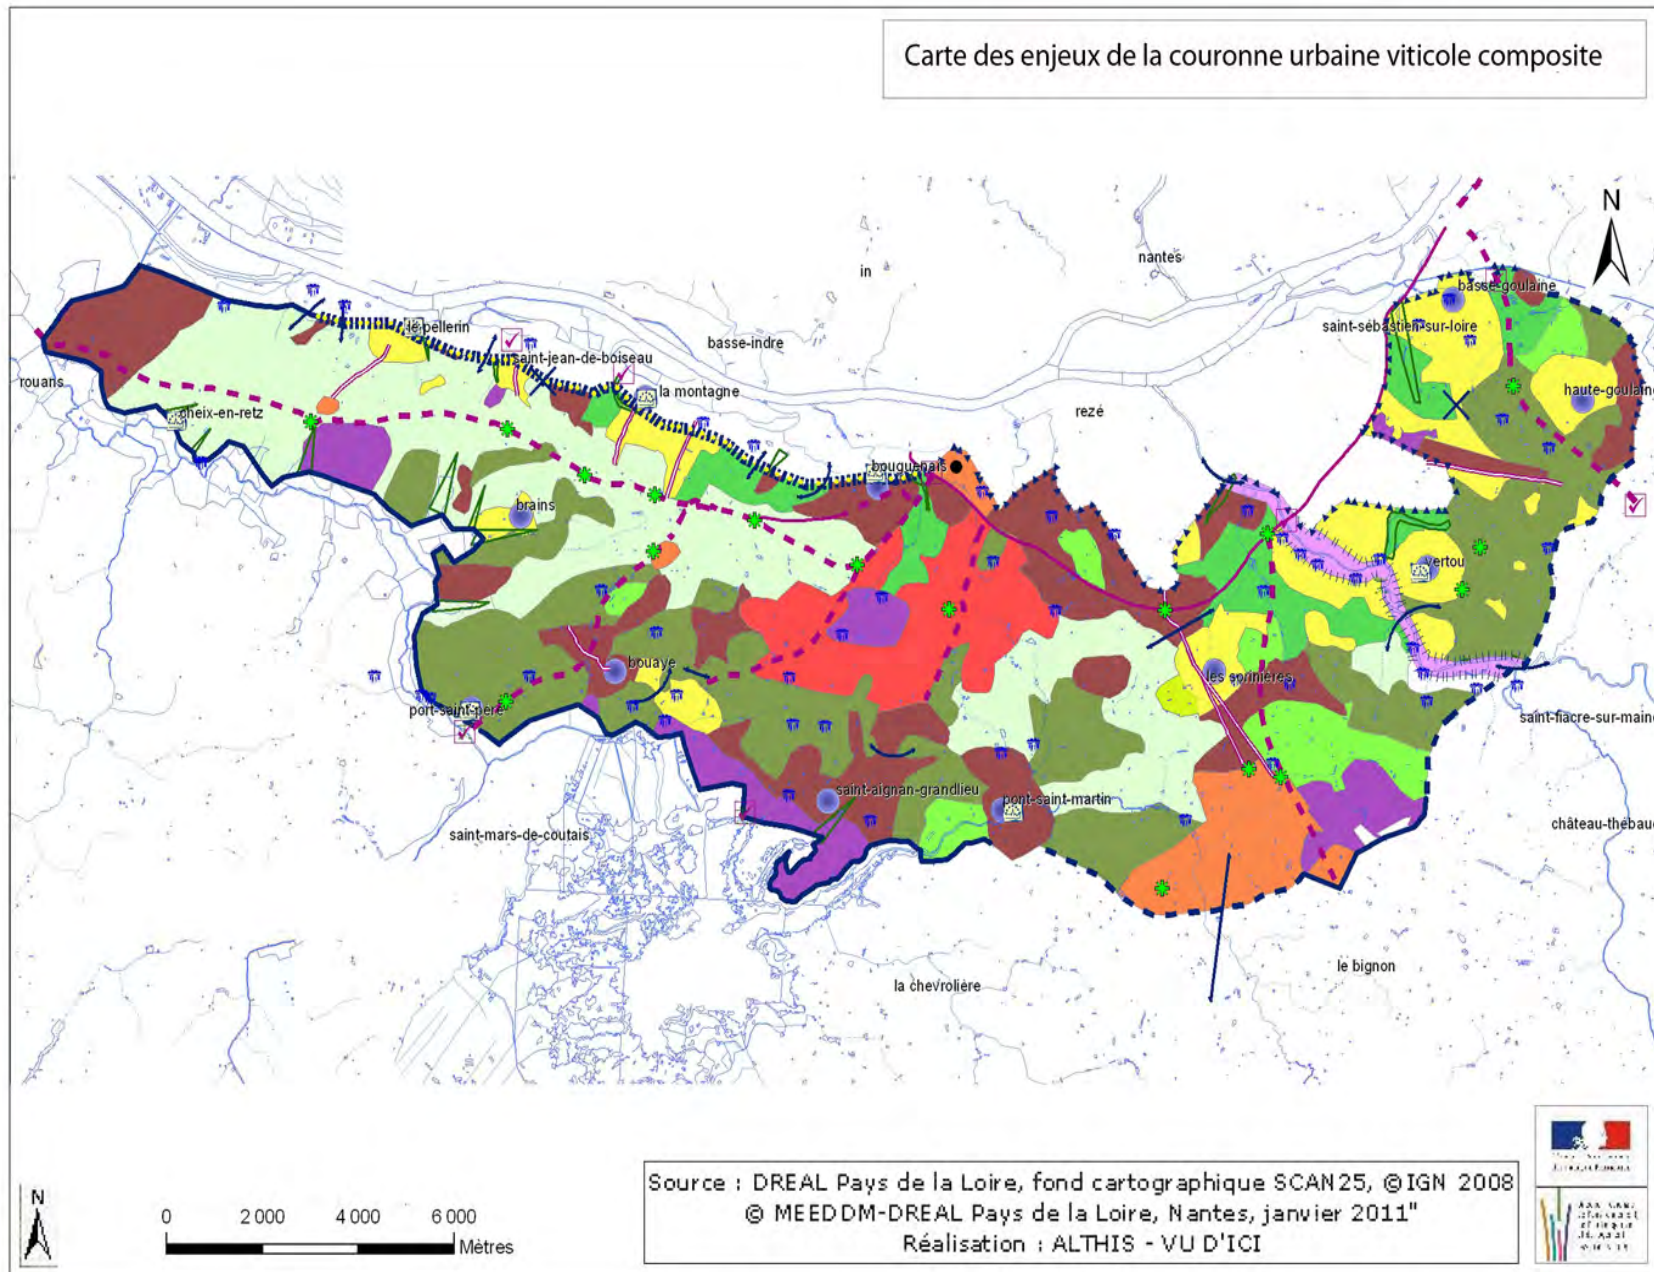 Carte des enjeux de la couronne urbaine viticole composite
N
nantes
in
basse-goulaine
saint-sébastien-sur-loire
le pellerin
basse-indre
saint-jean-de-boiseau
rouans
la montagne
haute-goulaine
rezé
cheix-en-retz
bouguenais
brains
vertou
bouaye
les sorinières
port-saint-père
saint-fiacre-sur-maine
saint-aignan-grandlieu
pont-saint-martin
saint-mars-de-coutais
château-thébaud
le bignon
la chevrolière
Source : DREAL Pays de la Loire, fond cartographique SCAN25, ©IGN 2008
© MEEDDM-DREAL Pays de la Loire, Nantes, janvier 2011"
Réalisation : ALTHIS - VU D'ICI
N
0 2 000 4 000 6 000
Mètres